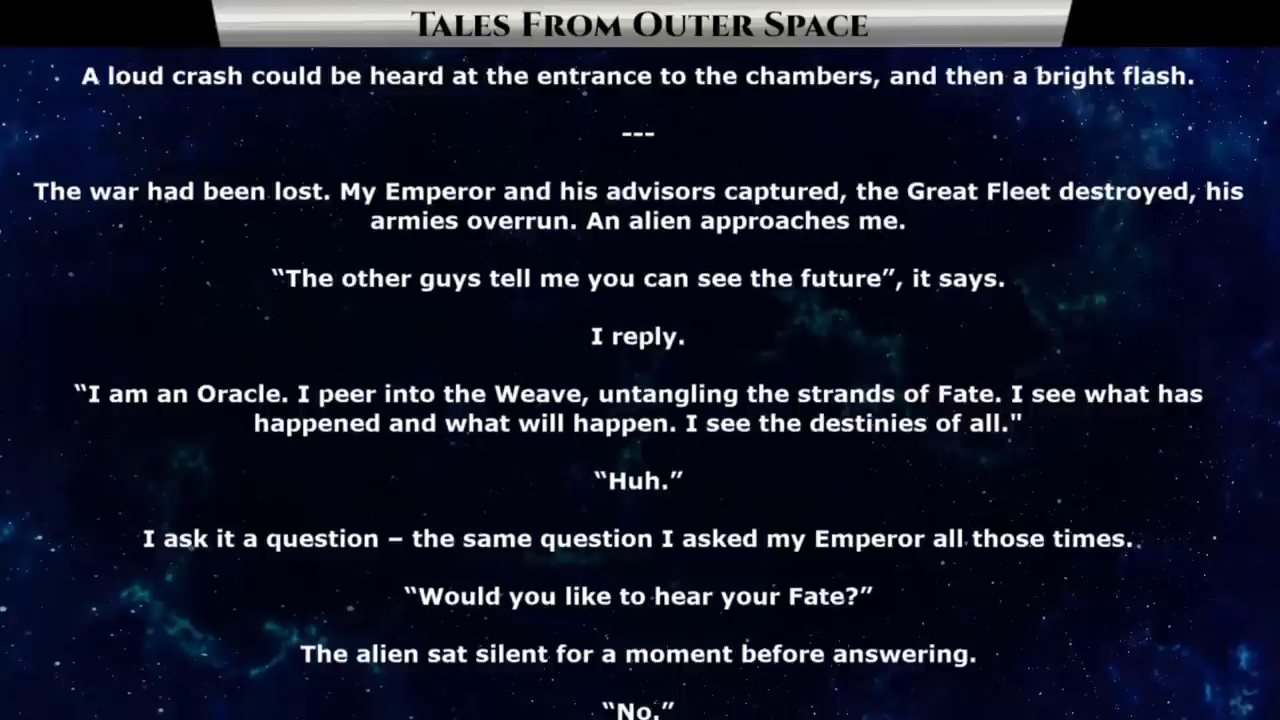 Tales From Outer Space
A loud crash could be heard at the entrance to the chambers, and then a bright flash.
---
The war had been lost. My Emperor and his advisors captured, the Great Fleet destroyed, his
armies overrun. An alien approaches me.
“The other guys tell me you can see the future”, it says.
I reply.
“I am an Oracle. I peer into the Weave, untangling the strands of Fate. I see what has
happened and what will happen. I see the destinies of all."
“Huh.”
I ask it a question – the same question I asked my Emperor all those times.
“Would you like to hear your Fate?”
The alien sat silent for a moment before answering.
“No.”